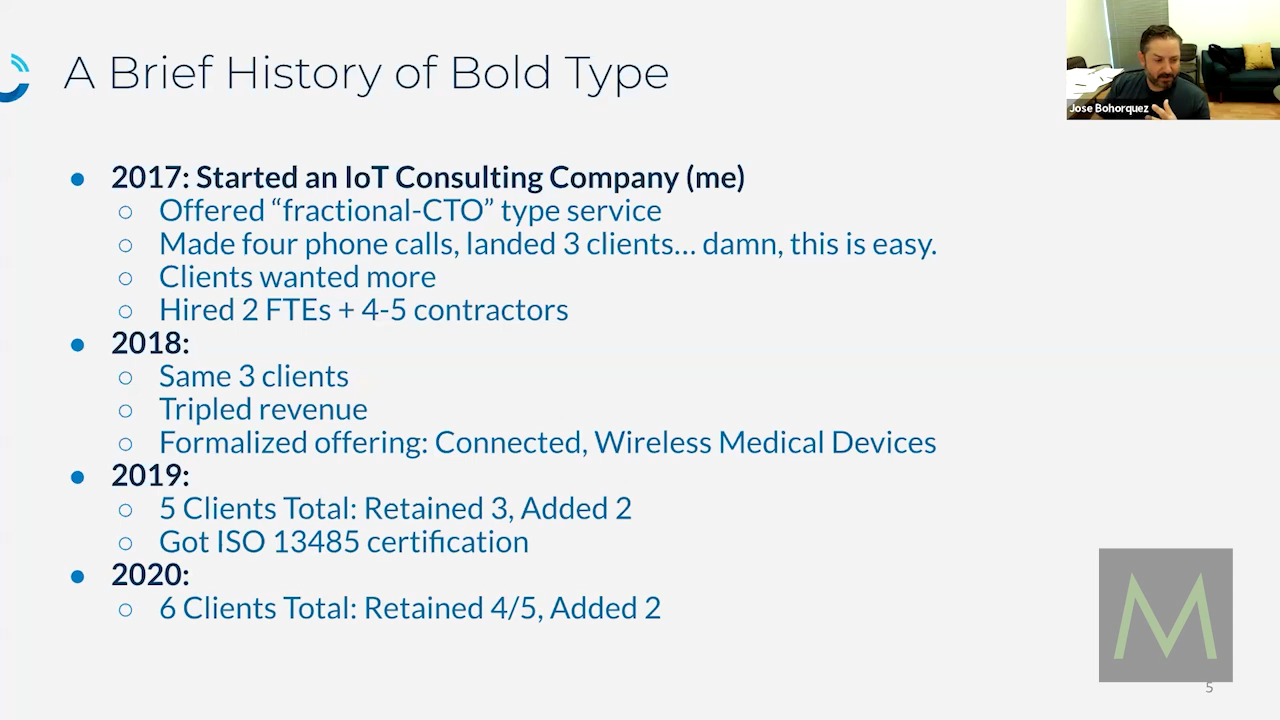 A Brief History of Bold Type
Jose Bohorquez
● 2017: Started an IoT Consulting Company (me)
○ Offered “fractional-CTO” type service
○ Made four phone calls, landed 3 clients... damn, this is easy.
○ Clients wanted more
○ Hired 2 FTEs + 4-5 contractors
● 2018:
○ Same 3 clients
○ Tripled revenue
○ Formalized offering: Connected, Wireless Medical Devices
● 2019:
○ 5 Clients Total: Retained 3, Added 2
○ Got ISO 13485 certification
● 2020:
○ 6 Clients Total: Retained 4/5, Added 2
M
5